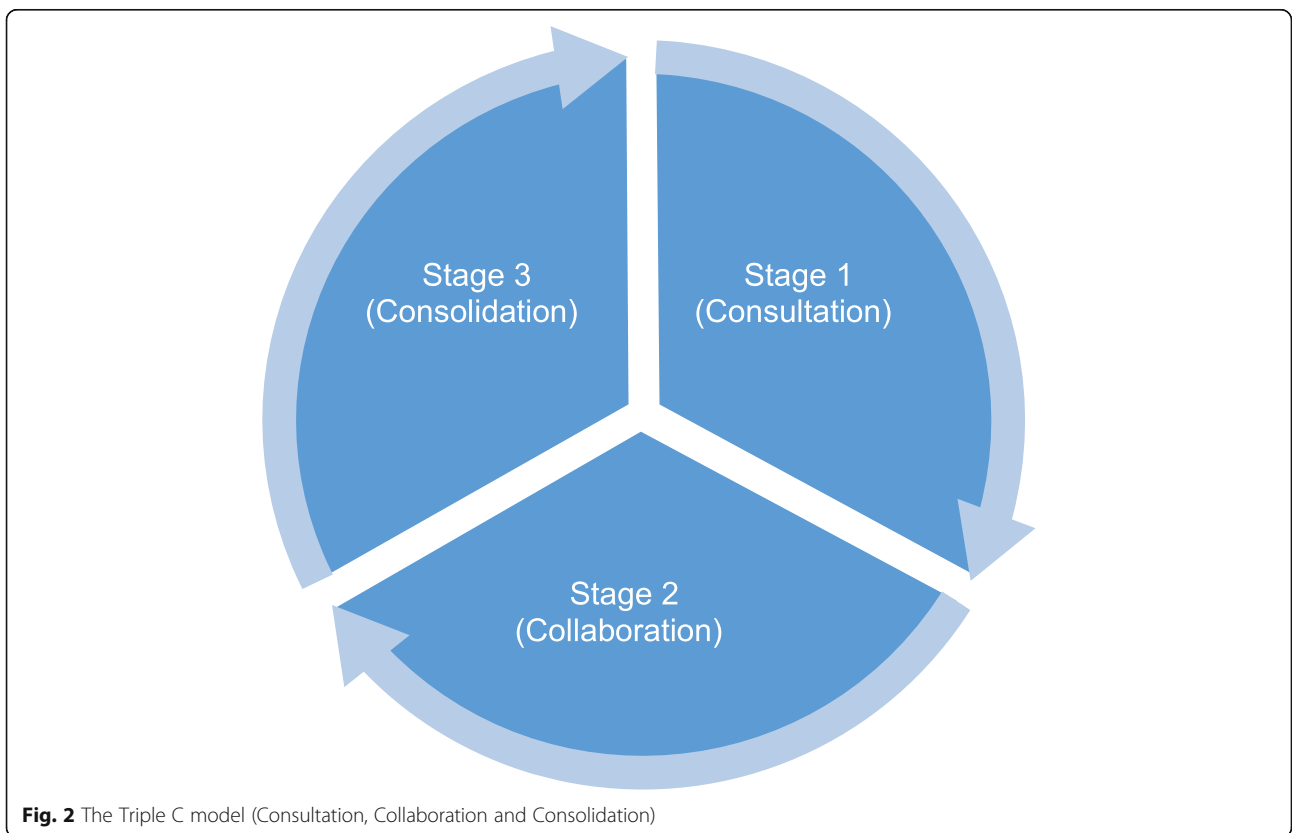 Stage 3
(Consolidation)
Stage 1
(Consultation)
Stage 2
(Collaboration)
Fig. 2 The Triple C model (Consultation, Collaboration and Consolidation)